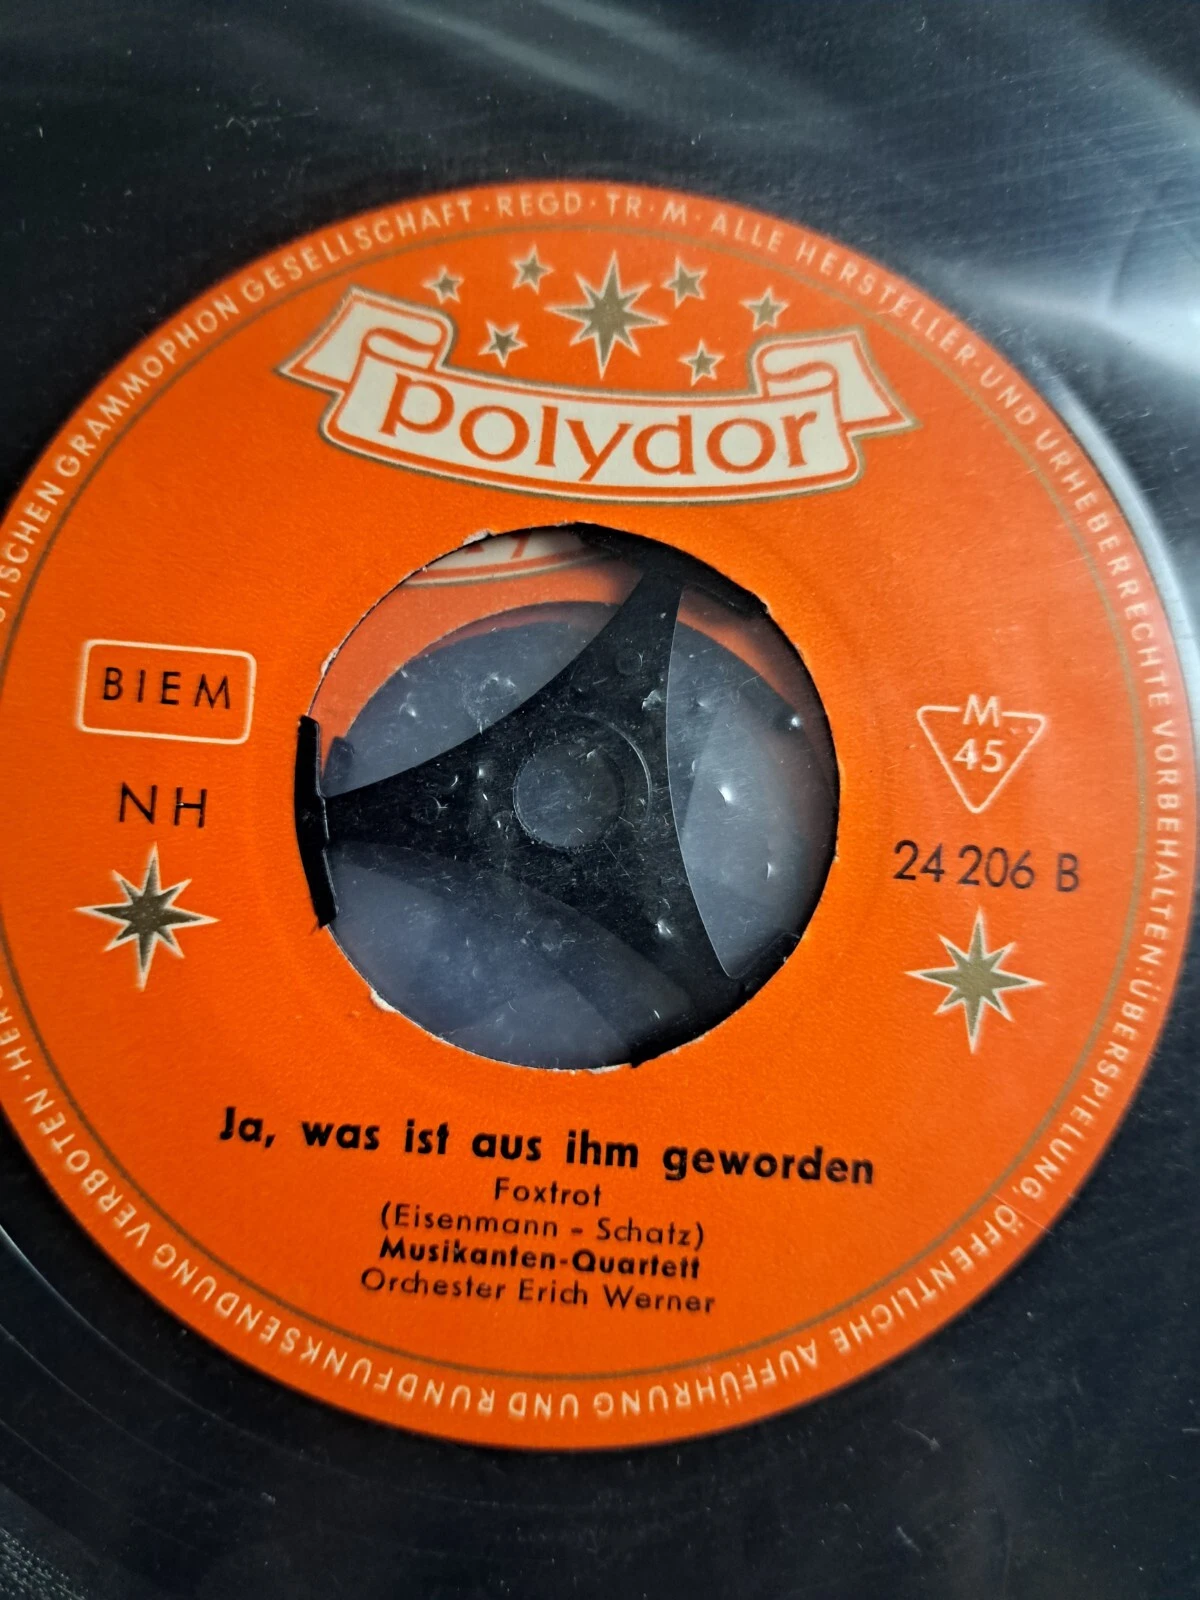 UTSCHEN GRAMMOPHON GESELLSCHAFT · REGD · TR · M · ALLE HERSTELLER- UND URHEBERRECHTE VORBEHALTEN: ÜBERSPIELUNG, ÖFFENTLICHE AUFFÜHRUNG UND RUNDFUNKSENDUNG VERBOTEN · HER
polydor
BIEM
NH
M
45
24 206 B
Ja, was ist aus ihm geworden
Foxtrot
(Eisenmann - Schatz)
Musikanten-Quartett
Orchester Erich Werner